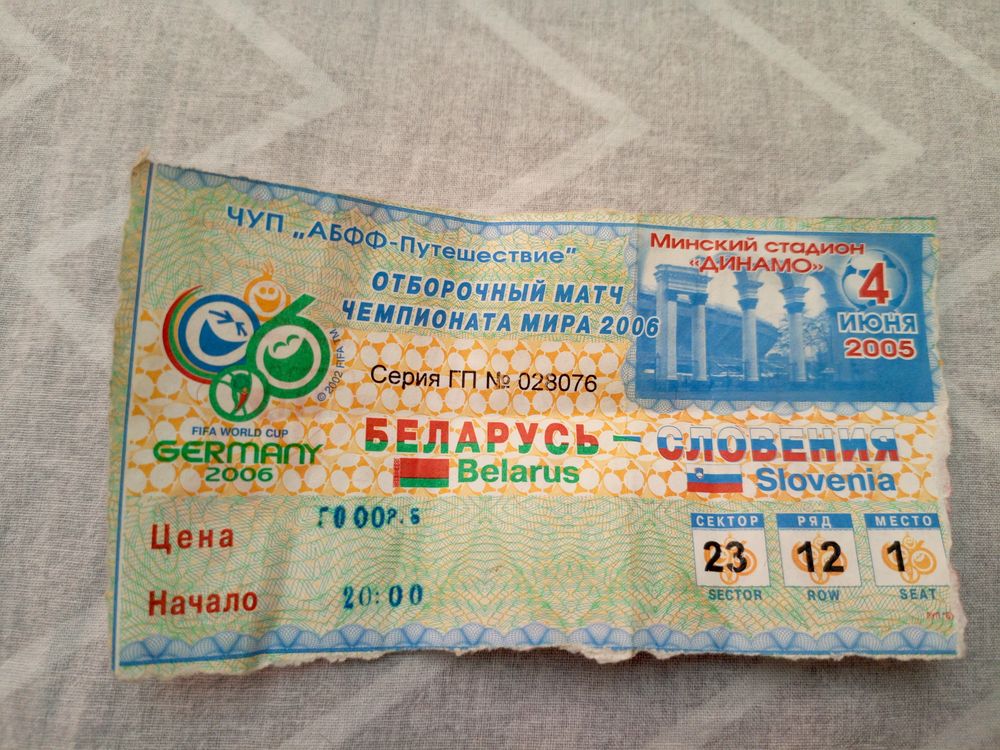 ЧУП „АБФФ-Путешествие"
ОТБОРОЧНЫЙ МАТЧ
ЧЕМПИОНАТА МИРА 2006
Минский стадион
«ДИНАМО»
4
ИЮНЯ
2005
© 2002 FIFA TM
Серия ГП № 028076
FIFA WORLD CUP
GERMANY
2006
БЕЛАРУСЬ – СЛОВЕНИЯ
Belarus Slovenia
Цена
СЕКТОР РЯД МЕСТО
23 12 1
SECTOR ROW SEAT
Начало 20:00